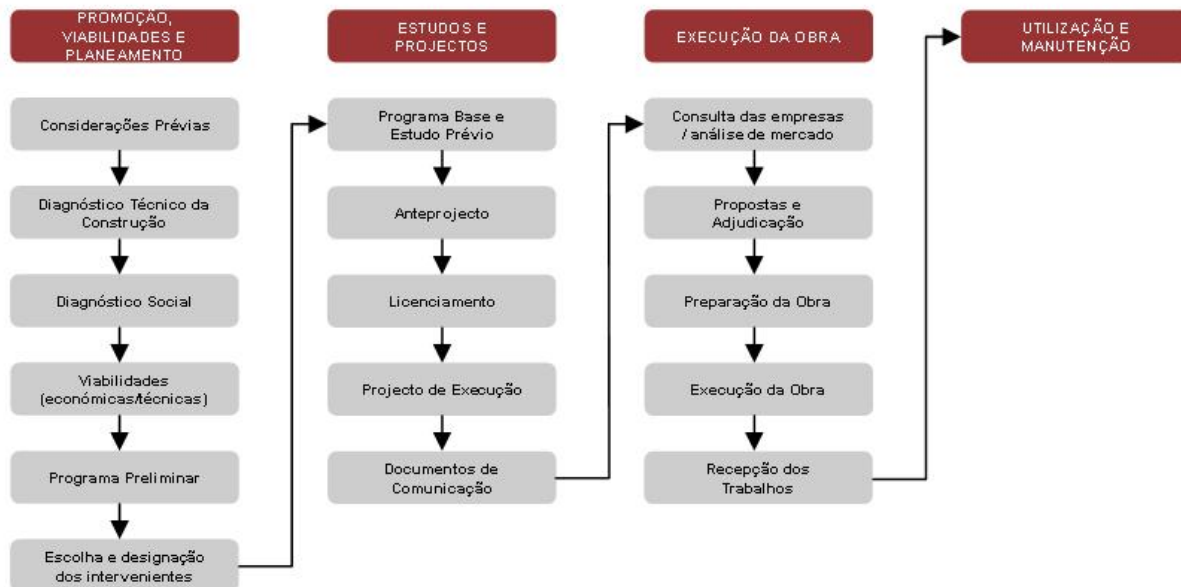 PROMOÇÃO,
VIABILIDADES E
PLANEAMENTO
Considerações Prévias
Diagnóstico Técnico da
Construção
Diagnóstico Social
Viabilidades
(económicas/técnicas)
Programa Preliminar
Escolha e designação
dos intervenientes
ESTUDOS E
PROJECTOS
Programa Base e
Estudo Prévio
Anteprojecto
Licenciamento
Projecto de Execução
Documentos de
Comunicação
EXECUÇÃO DA OBRA
Consulta das empresas
/ análise de mercado
Propostas e
Adjudicação
Preparação da Obra
Execução da Obra
Recepção dos
Trabalhos
UTILIZAÇÃO E
MANUTENÇÃO